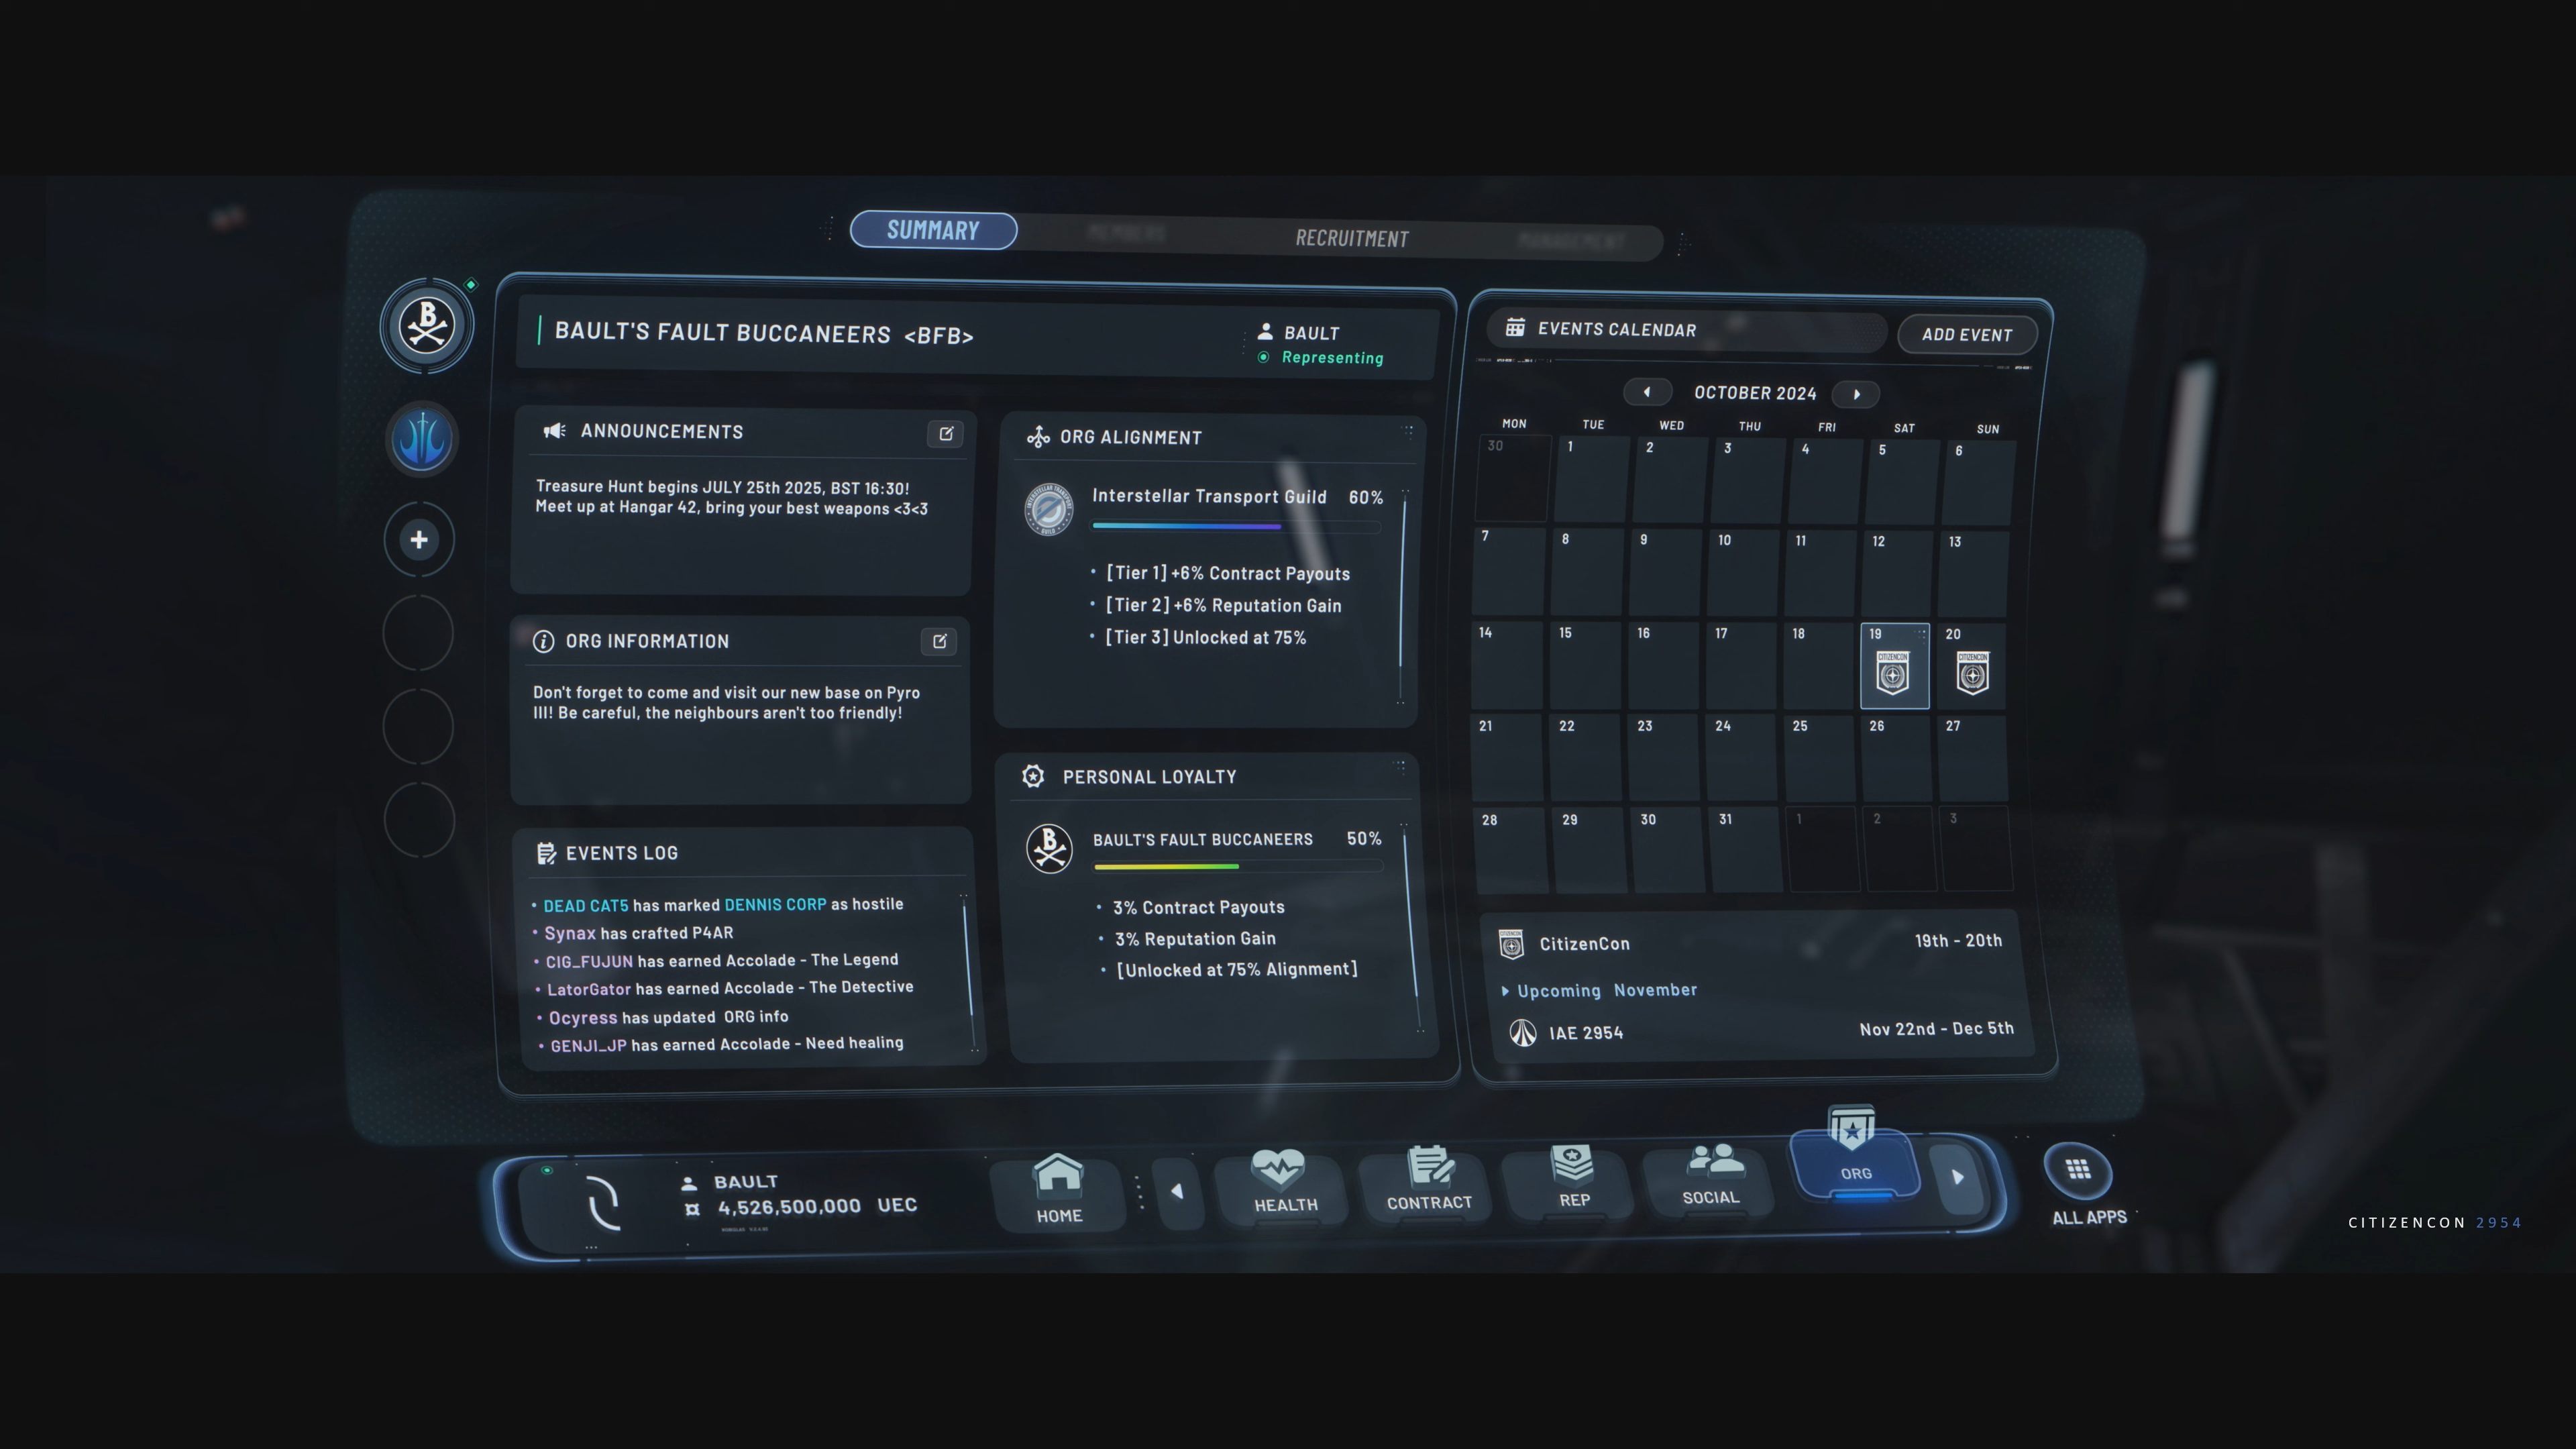 SUMMARY
MEMBERS
RECRUITMENT
MANAGEMENT
B
BAULT'S FAULT BUCCANEERS <BFB>
BAULT
Representing
ANNOUNCEMENTS
Treasure Hunt begins JULY 25th 2025, BST 16:30!
Meet up at Hangar 42, bring your best weapons <3<3
ORG INFORMATION
Don't forget to come and visit our new base on Pyro
III! Be careful, the neighbours aren't too friendly!
EVENTS LOG
• DEAD CAT5 has marked DENNIS CORP as hostile
• Synax has crafted P4AR
• CIG_FUJUN has earned Accolade - The Legend
• LatorGator has earned Accolade - The Detective
• Ocyress has updated ORG info
• GENJI_JP has earned Accolade - Need healing
ORG ALIGNMENT
INTERSTELLAR TRANSPORT GUILD
Interstellar Transport Guild 60%
• [Tier 1] +6% Contract Payouts
• [Tier 2] +6% Reputation Gain
• [Tier 3] Unlocked at 75%
PERSONAL LOYALTY
B
BAULT'S FAULT BUCCANEERS 50%
• 3% Contract Payouts
• 3% Reputation Gain
• [Unlocked at 75% Alignment]
EVENTS CALENDAR
ADD EVENT
OCTOBER 2024
MON TUE WED THU FRI SAT SUN
30 1 2 3 4 5 6
7 8 9 10 11 12 13
14 15 16 17 18 19 20
CITIZENCON CITIZENCON
21 22 23 24 25 26 27
28 29 30 31 1 2 3
CitizenCon 19th - 20th
Upcoming November
IAE 2954 Nov 22nd - Dec 5th
BAULT
4,526,500,000 UEC
HOME
HEALTH
CONTRACT
REP
SOCIAL
ORG
ALL APPS
CITIZENCON 2954